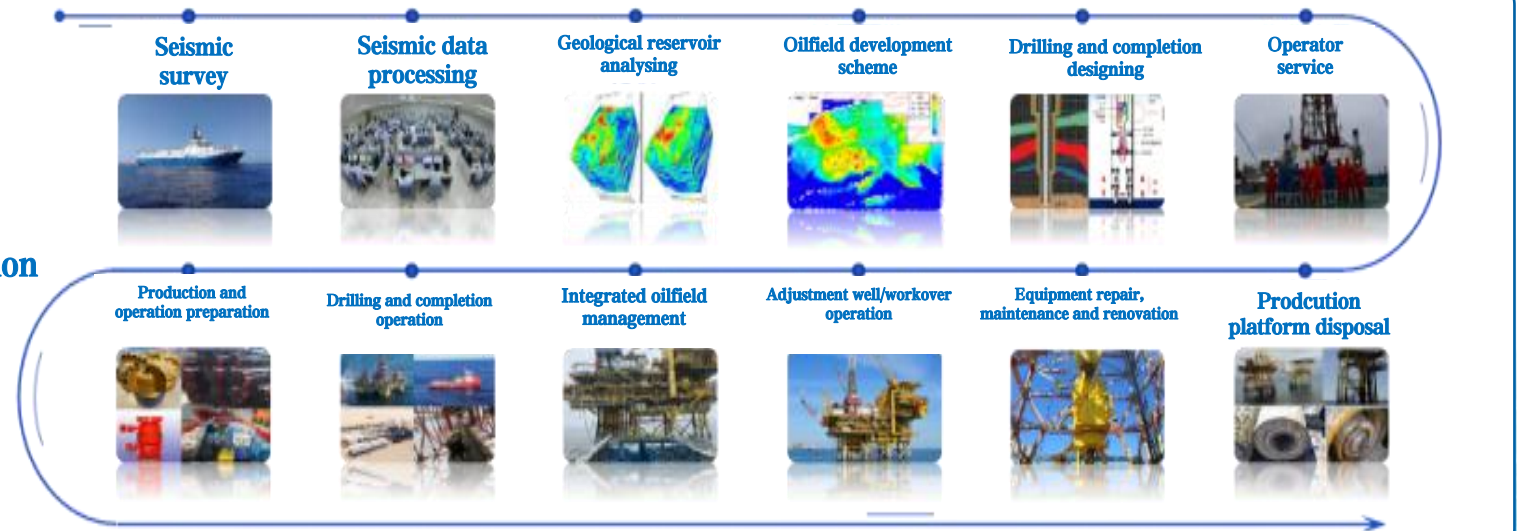 Seismic
survey
Seismic data
processing
Geological reservoir
analysing
Oilfield development
scheme
Drilling and completion
designing
Operator
service
on
Production and
operation preparation
Drilling and completion
operation
Integrated oilfield
management
Adjustment well/workover
operation
Equipment repair,
maintenance and renovation
Prodcution
platform disposal